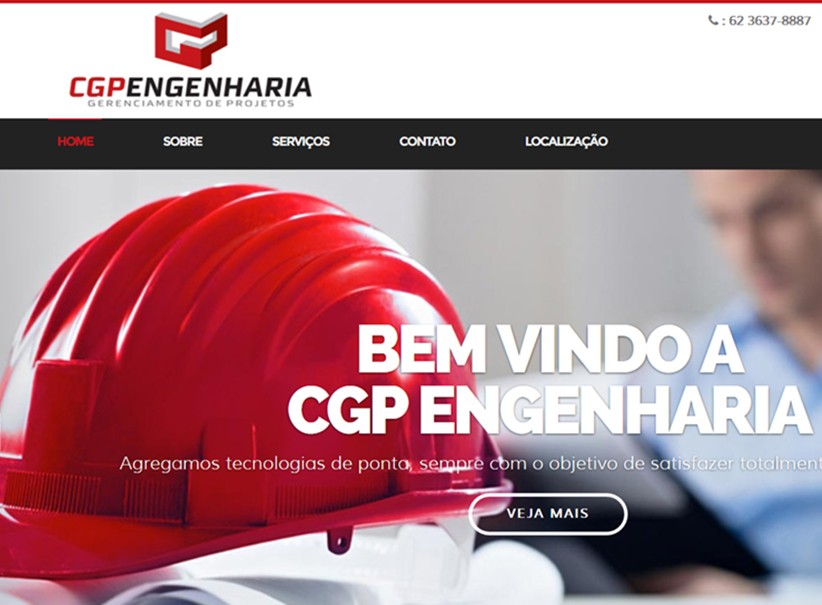 : 62 3637-8887
CGPENGENHARIA
GERENCIAMENTO DE PROJETOS
HOME SOBRE SERVIÇOS CONTATO LOCALIZAÇÃO
BEM VINDO A
CGP ENGENHARIA
Agregamos tecnologias de ponta, sempre com o objetivo de satisfazer totalment
VEJA MAIS